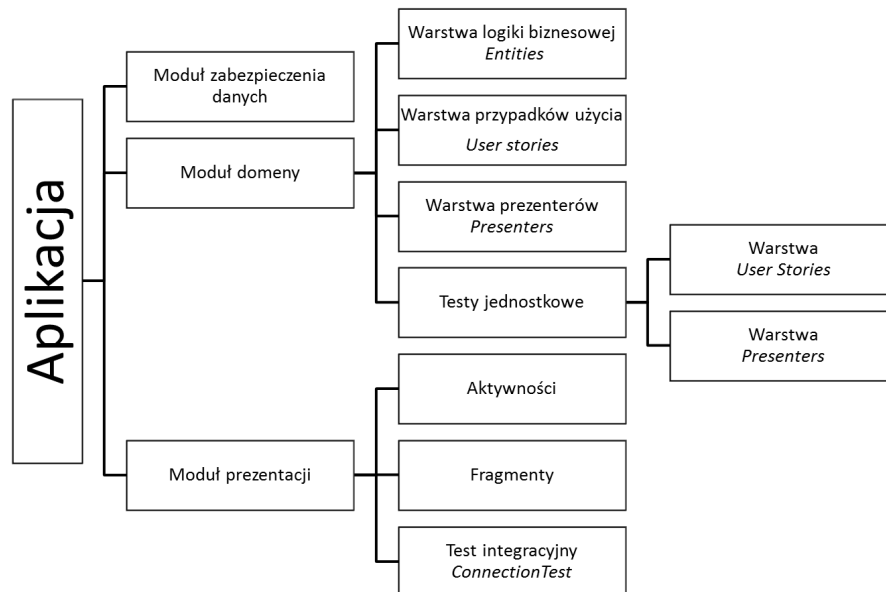 Aplikacja
Moduł zabezpieczenia
danych
Moduł domeny
Warstwa logiki biznesowej
Entities
Warstwa przypadków użycia
User stories
Warstwa prezenterów
Presenters
Testy jednostkowe
Warstwa
User Stories
Warstwa
Presenters
Moduł prezentacji
Aktywności
Fragmenty
Test integracyjny
ConnectionTest